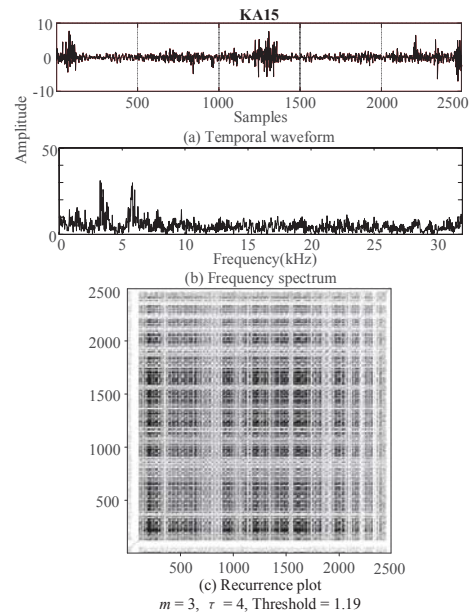 KA15
10
0
-10
500 1000 1500 2000 2500
Samples
Amplitude
(a) Temporal waveform
50
0
0 5 10 15 20 25 30
Frequency(kHz)
(b) Frequency spectrum
2500
2000
1500
1000
500
500 1000 1500 2000 2500
(c) Recurrence plot
m = 3, τ = 4, Threshold = 1.19